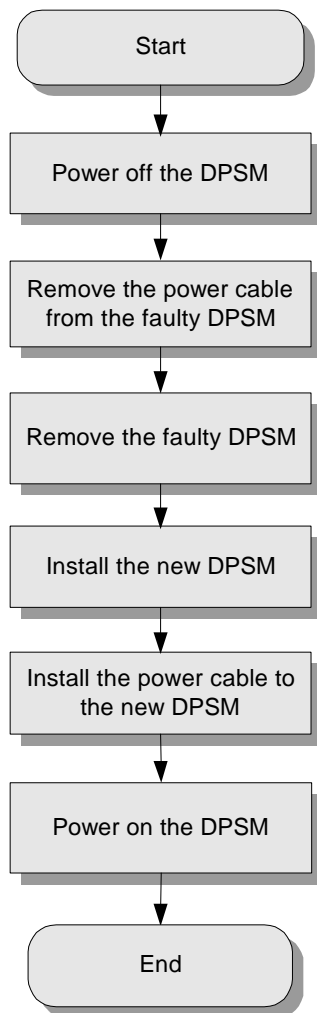 Start
Power off the DPSM
Remove the power cable
from the faulty DPSM
Remove the faulty DPSM
Install the new DPSM
Install the power cable to
the new DPSM
Power on the DPSM
End